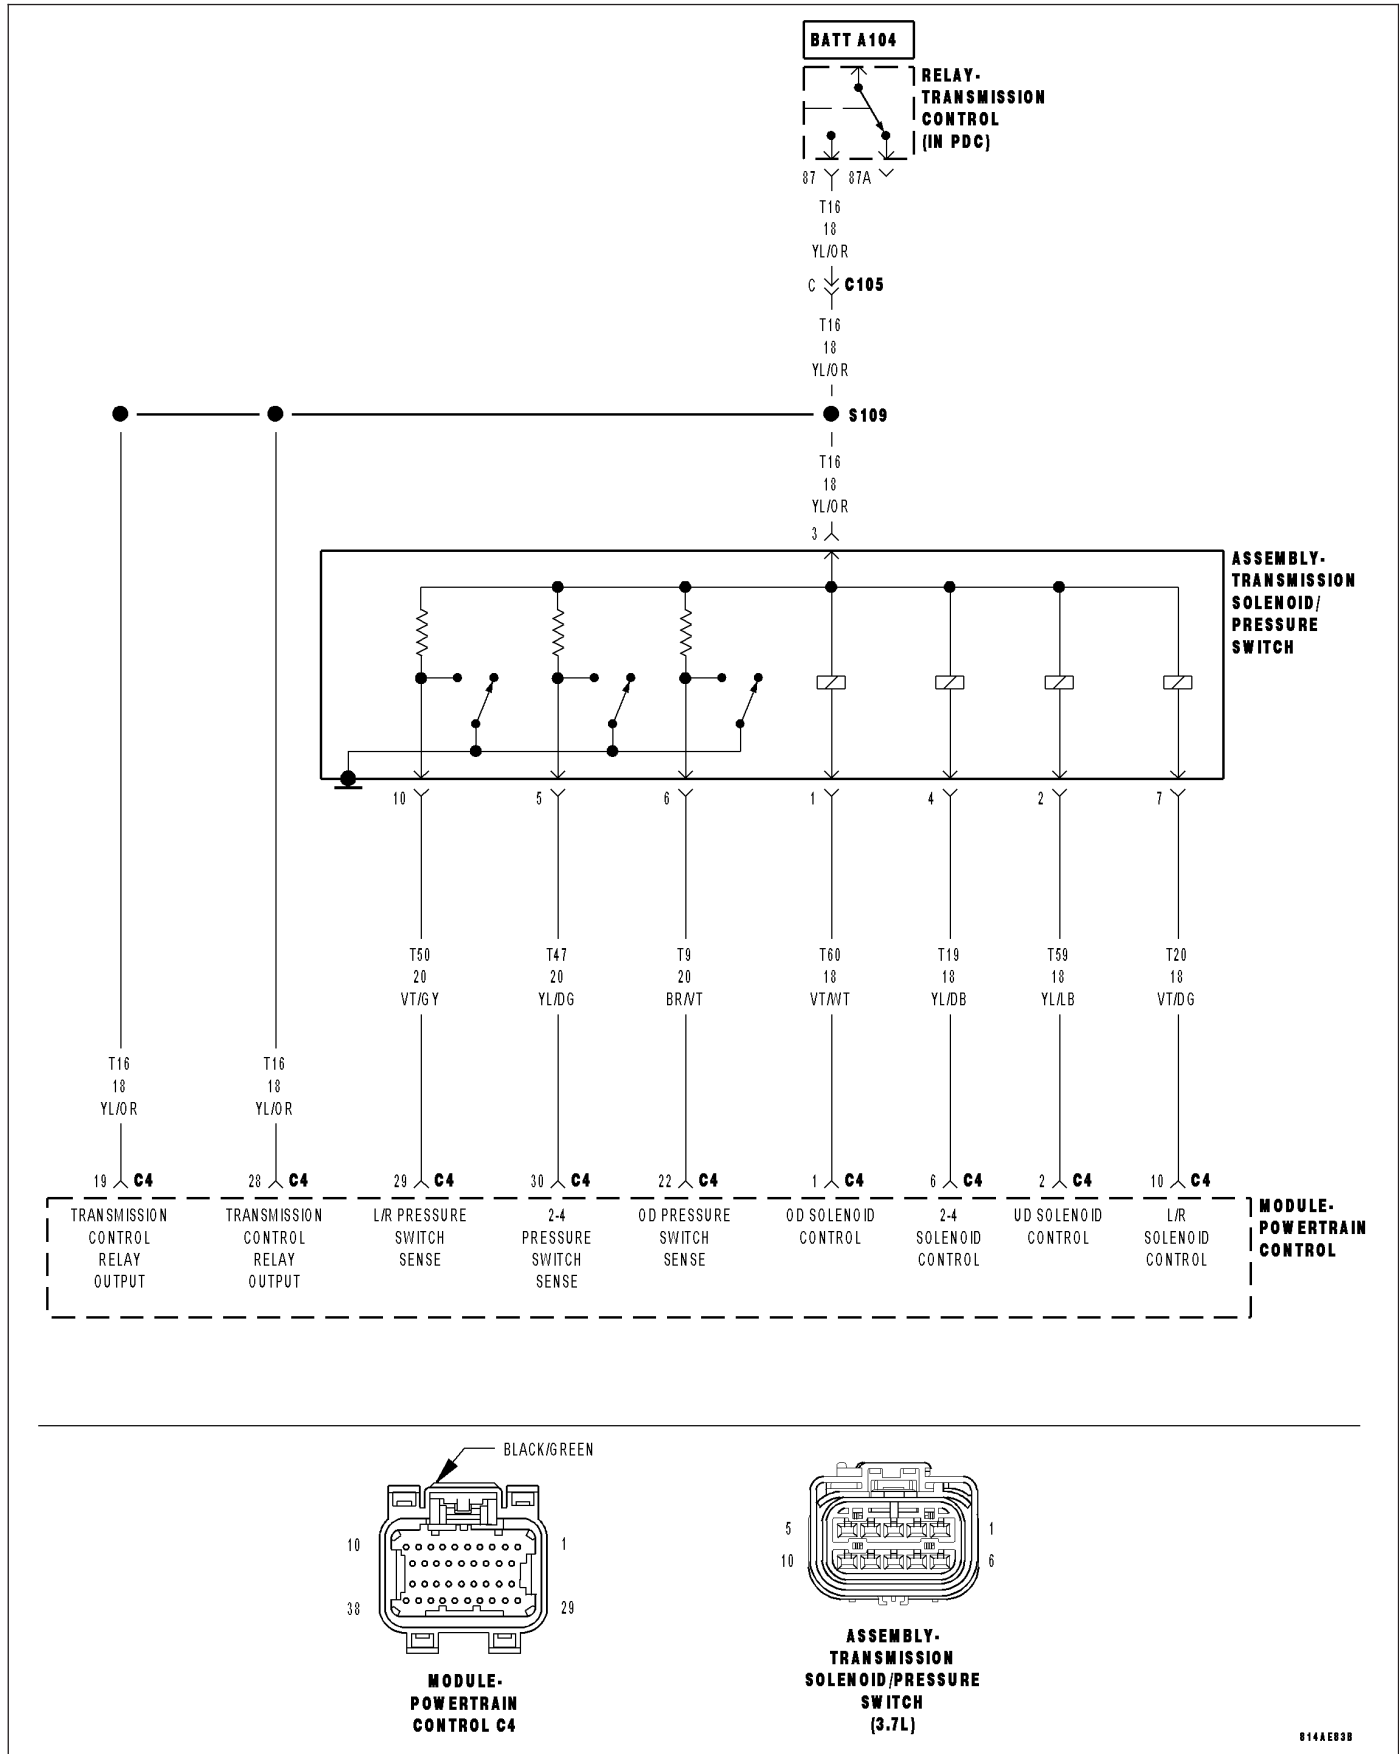 BATT A104
RELAY-
TRANSMISSION
CONTROL
(IN PDC)
87
87A
T16
18
YL/OR
C
C105
T16
18
YL/OR
S109
T16
18
YL/OR
3
ASSEMBLY-
TRANSMISSION
SOLENOID/
PRESSURE
SWITCH
10
5
6
1
4
2
7
T50
20
VT/GY
T47
20
YL/DG
T9
20
BR/VT
T60
18
VT/WT
T19
18
YL/DB
T59
18
YL/LB
T20
18
VT/DG
T16
18
YL/OR
T16
18
YL/OR
19 C4
28 C4
29 C4
30 C4
22 C4
1 C4
6 C4
2 C4
10 C4
TRANSMISSION
CONTROL
RELAY
OUTPUT
TRANSMISSION
CONTROL
RELAY
OUTPUT
L/R PRESSURE
SWITCH
SENSE
2-4
PRESSURE
SWITCH
SENSE
OD PRESSURE
SWITCH
SENSE
OD SOLENOID
CONTROL
2-4
SOLENOID
CONTROL
UD SOLENOID
CONTROL
L/R
SOLENOID
CONTROL
MODULE-
POWERTRAIN
CONTROL
BLACK/GREEN
10
1
38
29
MODULE-
POWERTRAIN
CONTROL C4
5
1
10
6
ASSEMBLY-
TRANSMISSION
SOLENOID/PRESSURE
SWITCH
(3.7L)
814AE83B